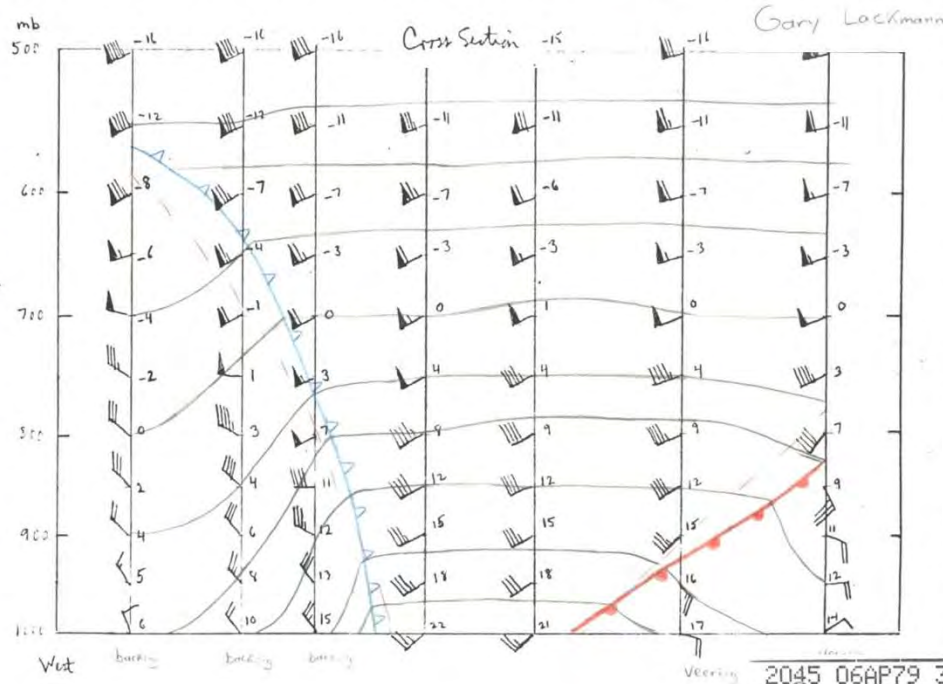 Gary Lackmann
mb
Cross Section
500 -16 -16 -16 -15 -16
-12 -12 -11 -11 -11 -11 -11
600 -8 -7 -7 -7 -6 -7 -7
-6 -4 -3 -3 -3 -3 -3
700 -4 -1 0 0 1 0 0
-2 1 3 4 4 4 3
800 0 3 7 8 9 9 7
2 4 11 12 12 12 9
900 4 6 12 15 15 15 11
5 8 13 18 18 16 12
1000 6 10 15 22 21 17 14
West backing backing backing Veering veering
2045 06AP79 3